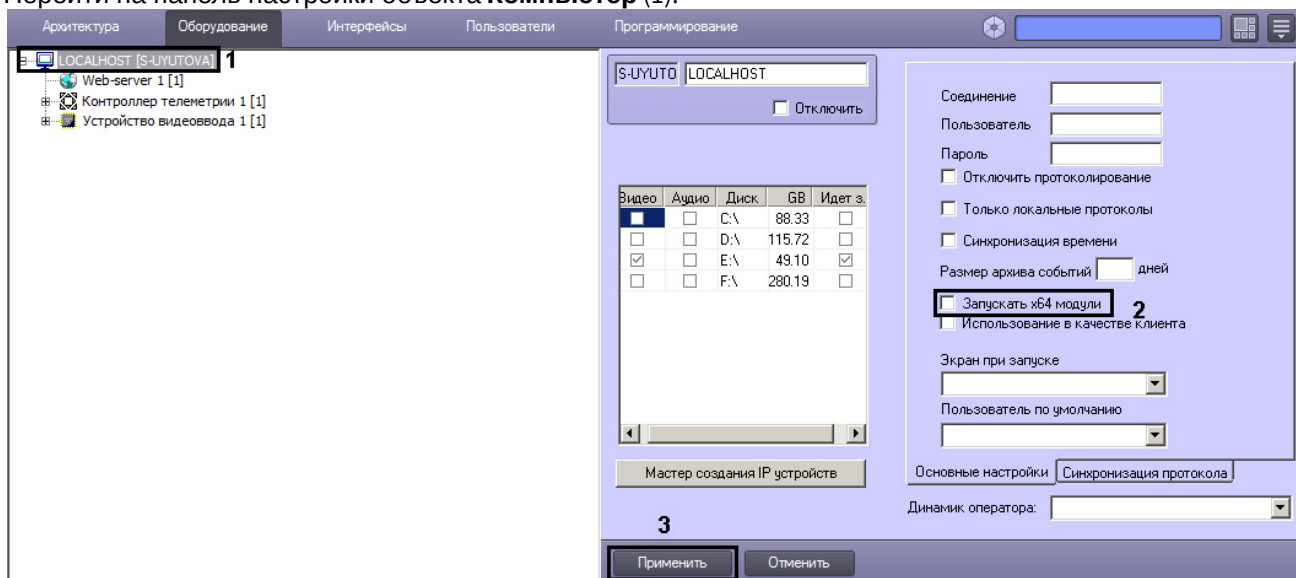 Перейти на панель настройки объекта Компьютер (1).
Архитектура Оборудование Интерфейсы Пользователи Программирование
LOCALHOST [S-UYUTOVA] 1
Web-server 1 [1]
Контроллер телеметрии 1 [1]
Устройство видеоввода 1 [1]
S-UYUTO LOCALHOST
Отключить
Видео Аудио Диск GB Идет з.
C:\ 88.33
D:\ 115.72
E:\ 49.10
F:\ 280.19
Мастер создания IP устройств
Соединение
Пользователь
Пароль
Отключить протоколирование
Только локальные протоколы
Синхронизация времени
Размер архива событий дней
Запускать x64 модули 2
Использование в качестве клиента
Экран при запуске
Пользователь по умолчанию
Основные настройки Синхронизация протокола
Динамик оператора:
3
Применить Отменить